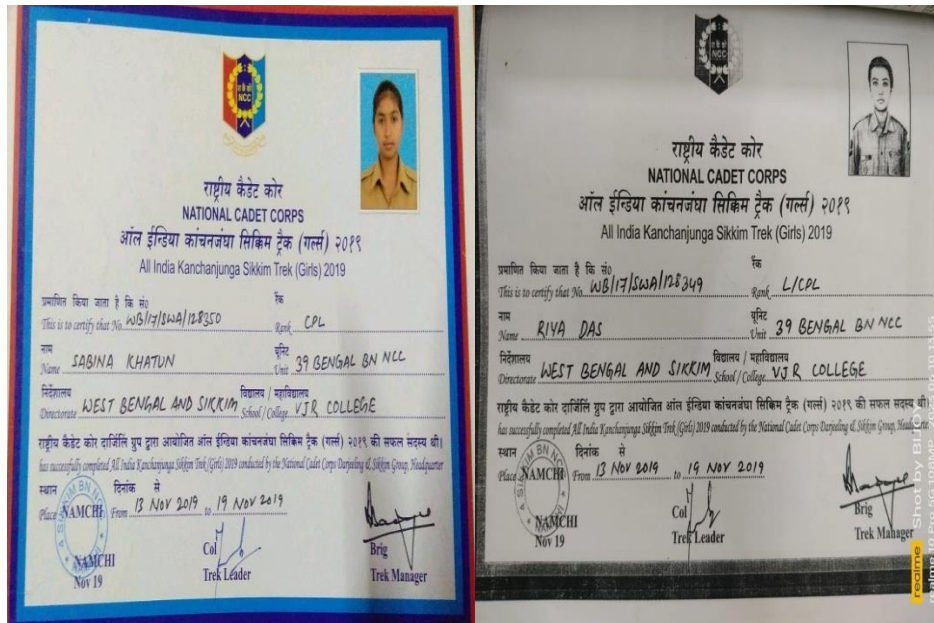 रा कै को
NCC
राष्ट्रीय कैडेट कोर
NATIONAL CADET CORPS
ऑल ईन्डिया कांचनजंघा सिक्किम ट्रैक (गर्ल्स) २०१९
All India Kanchanjunga Sikkim Trek (Girls) 2019
प्रमाणित किया जाता है कि सं० रैंक
This is to certify that No. WB/17/SWA/128350 Rank CPL
नाम यूनिट
Name SABINA KHATUN Unit 39 BENGAL BN NCC
निर्देशालय विद्यालय / महाविद्यालय
Directorate WEST BENGAL AND SIKKIM School / College VJR COLLEGE
राष्ट्रीय कैडेट कोर दार्जिलि ग्रुप द्वारा आयोजित ऑल ईन्डिया कांचनजंघा सिक्किम ट्रैक (गर्ल्स) २०१९ की सफल सदस्य थी।
has successfully completed All India Kanchanjunga Sikkim Trek (Girls) 2019 conducted by the National Cadet Corps Darjeeling & Sikkim Group, Headquarter
स्थान दिनांक से
Place NAMCHI From 13 NOV 2019 to 19 NOV 2019
NAMCHI
Nov 19
Col
Trek Leader
Brig
Trek Manager
रा कै को
NCC
राष्ट्रीय कैडेट कोर
NATIONAL CADET CORPS
ऑल ईन्डिया कांचनजंघा सिक्किम ट्रैक (गर्ल्स) २०१९
All India Kanchanjunga Sikkim Trek (Girls) 2019
प्रमाणित किया जाता है कि सं० रैंक
This is to certify that No. WB/17/SWA/128349 Rank L/CPL
नाम यूनिट
Name RIYA DAS Unit 39 BENGAL BN NCC
निर्देशालय विद्यालय / महाविद्यालय
Directorate WEST BENGAL AND SIKKIM School / College VJR COLLEGE
राष्ट्रीय कैडेट कोर दार्जिलि ग्रुप द्वारा आयोजित ऑल ईन्डिया कांचनजंघा सिक्किम ट्रैक (गर्ल्स) २०१९ की सफल सदस्य थी।
has successfully completed All India Kanchanjunga Sikkim Trek (Girls) 2019 conducted by the National Cadet Corps Darjeeling & Sikkim Group,
स्थान दिनांक से
Place NAMCHI From 13 NOV 2019 to 19 NOV 2019
NAMCHI
Nov 19
Col
Trek Leader
Brig
Trek Manager
realme Shot by BIJOY